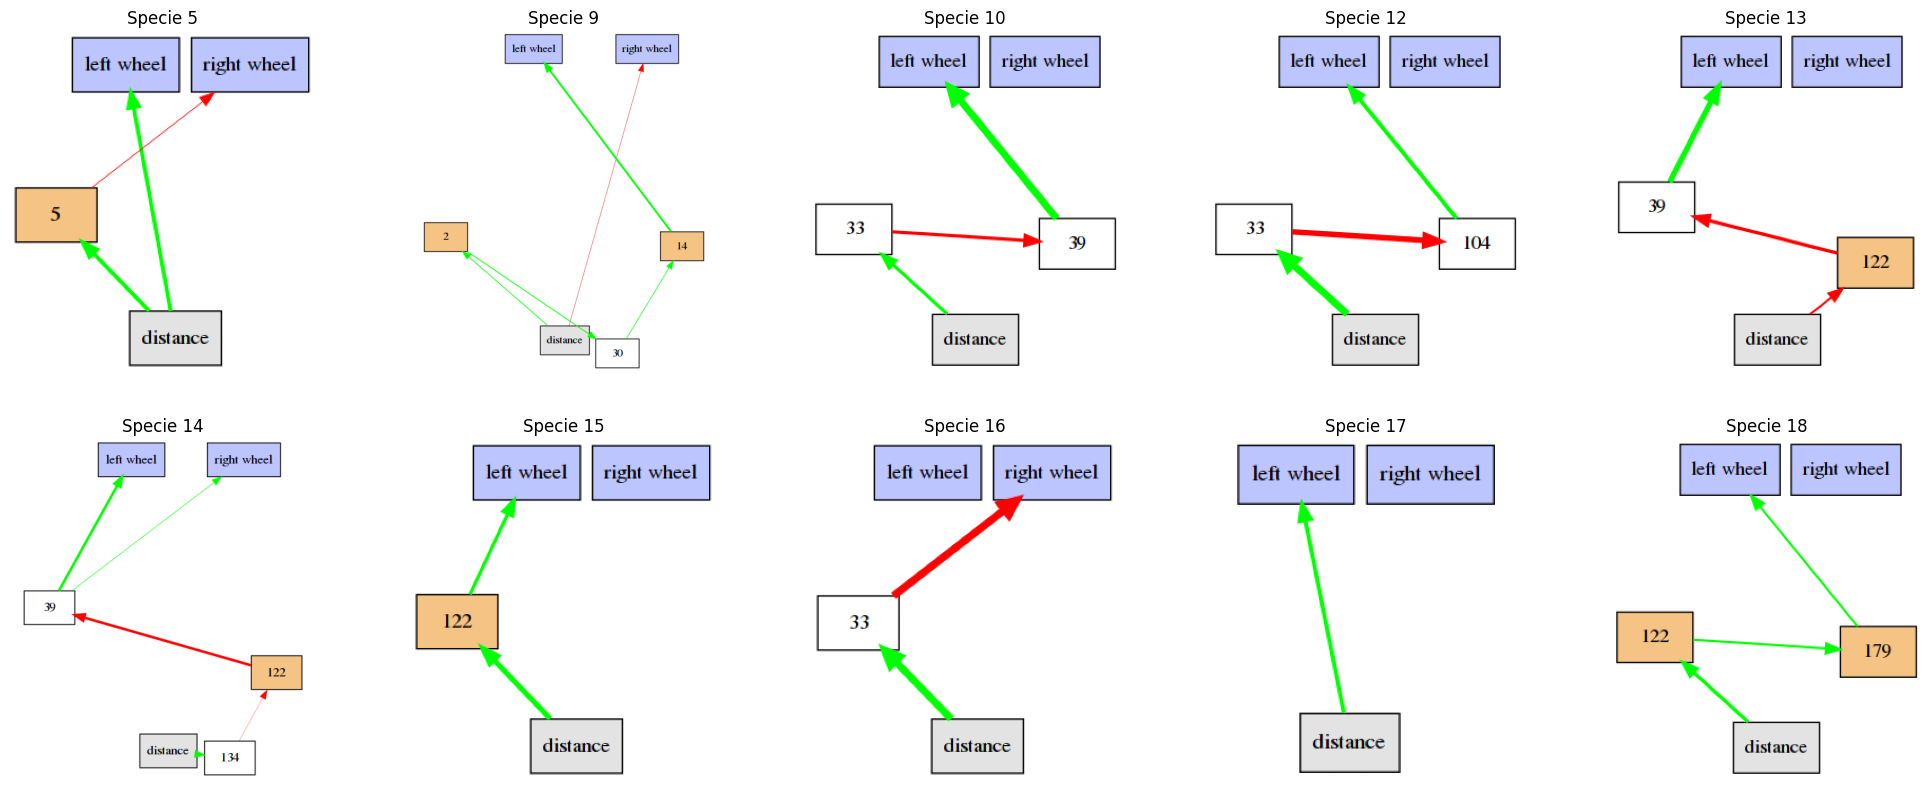 Specie 5
left wheel right wheel
5
distance
Specie 9
left wheel right wheel
2
14
distance
30
Specie 10
left wheel right wheel
33
39
distance
Specie 12
left wheel right wheel
33
104
distance
Specie 13
left wheel right wheel
39
122
distance
Specie 14
left wheel right wheel
39
122
distance
134
Specie 15
left wheel right wheel
122
distance
Specie 16
left wheel right wheel
33
distance
Specie 17
left wheel right wheel
distance
Specie 18
left wheel right wheel
122
179
distance